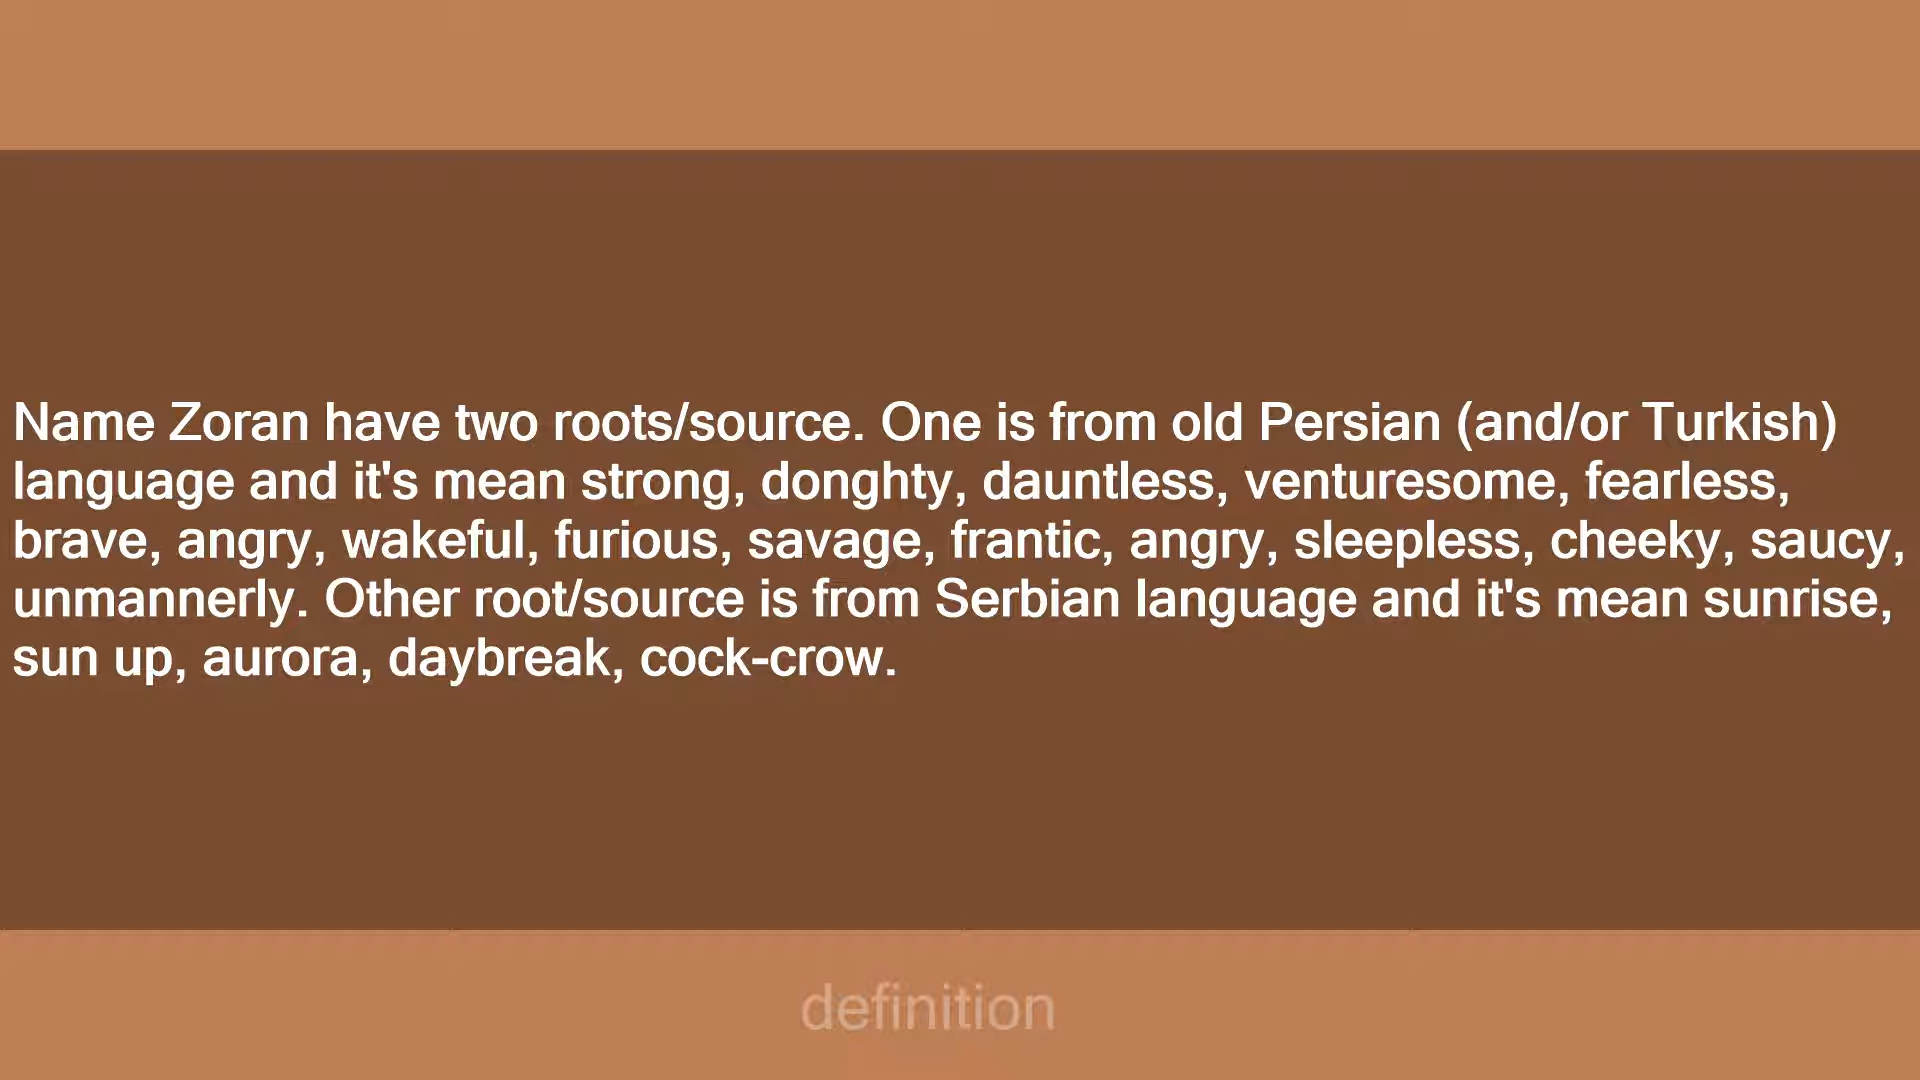 Name Zoran have two roots/source. One is from old Persian (and/or Turkish)
language and it's mean strong, donghty, dauntless, venturesome, fearless,
brave, angry, wakeful, furious, savage, frantic, angry, sleepless, cheeky, saucy,
unmannerly. Other root/source is from Serbian language and it's mean sunrise,
sun up, aurora, daybreak, cock-crow.
definition